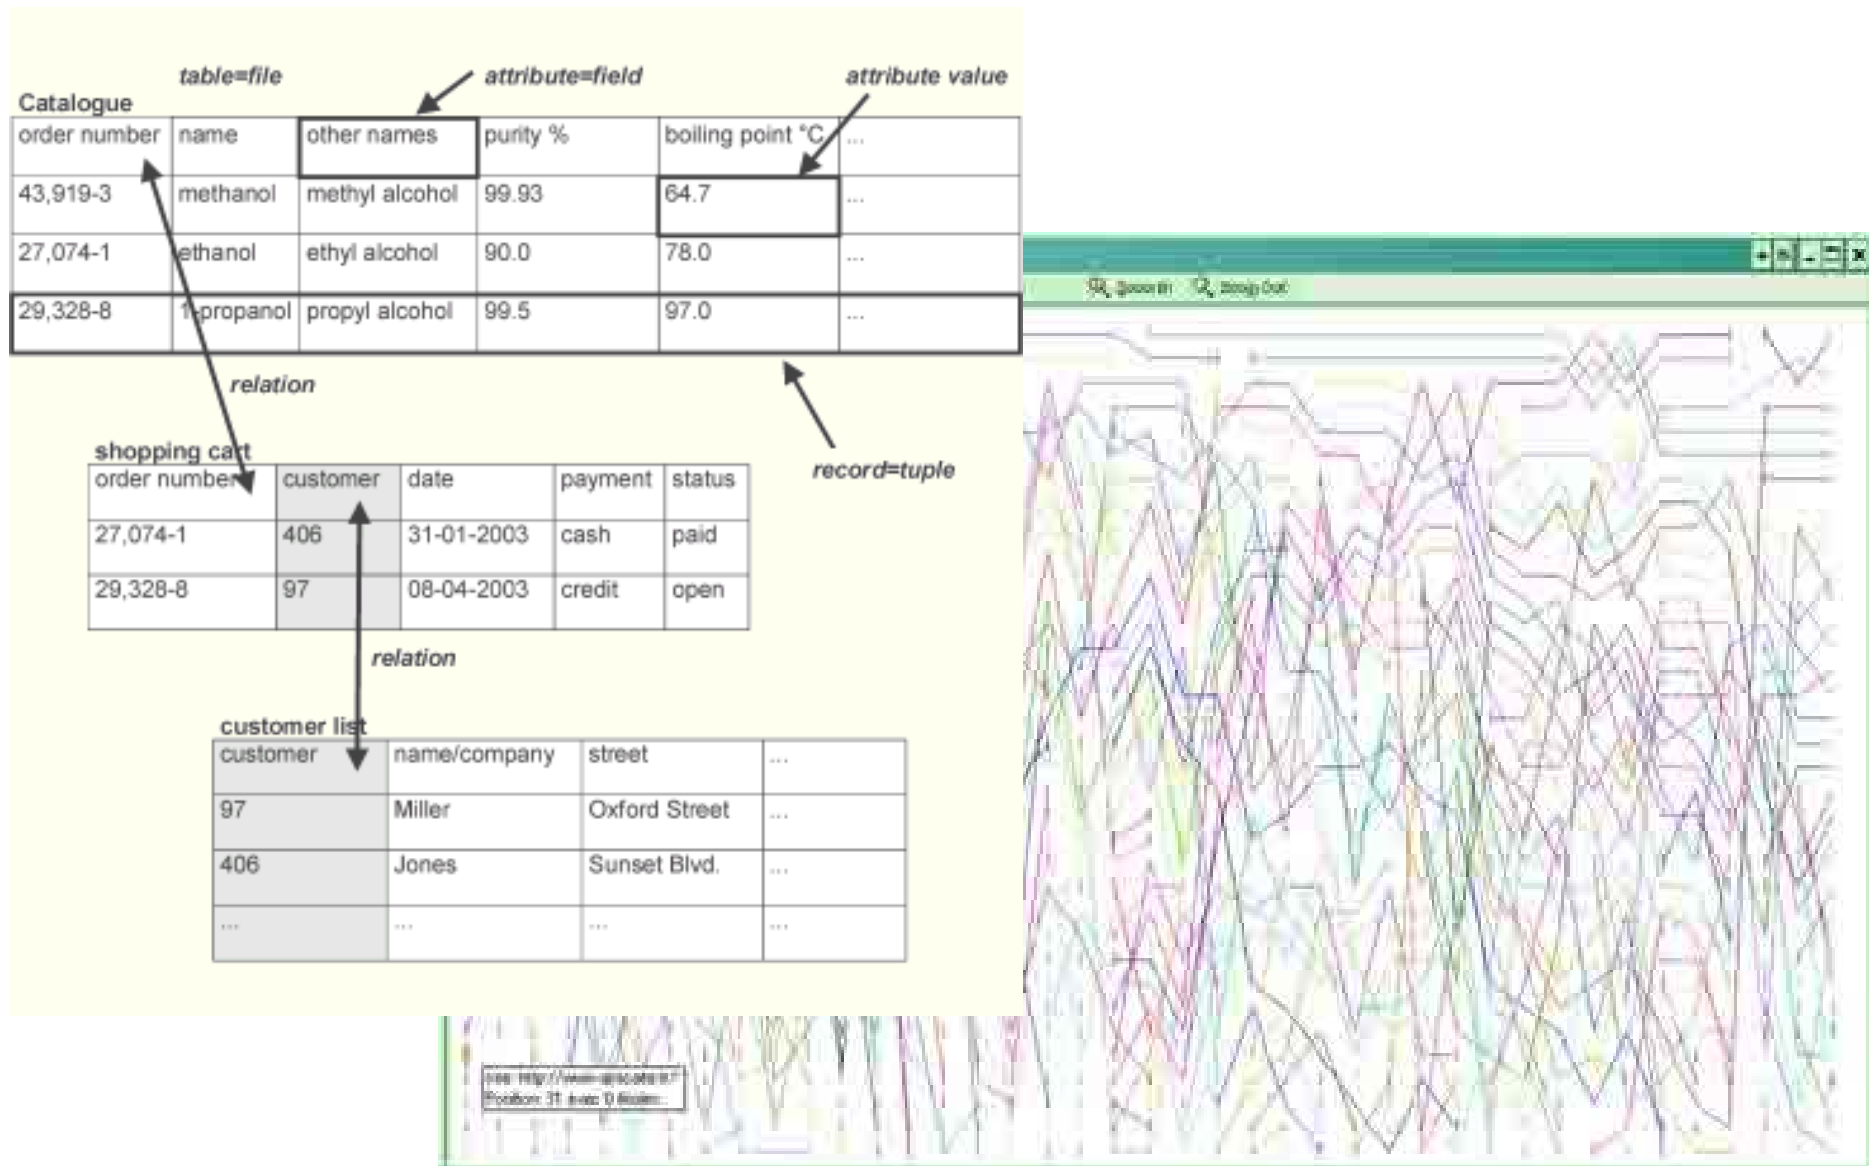 table=file attribute=field attribute value
Catalogue
order number name other names purity % boiling point °C ...
43,919-3 methanol methyl alcohol 99.93 64.7 ...
27,074-1 ethanol ethyl alcohol 90.0 78.0 ...
29,328-8 1-propanol propyl alcohol 99.5 97.0 ...
relation
record=tuple
shopping cart
order number customer date payment status
27,074-1 406 31-01-2003 cash paid
29,328-8 97 08-04-2003 credit open
relation
customer list
customer name/company street ...
97 Miller Oxford Street ...
406 Jones Sunset Blvd. ...
... ... ... ...
Zoom Out
Position: 31